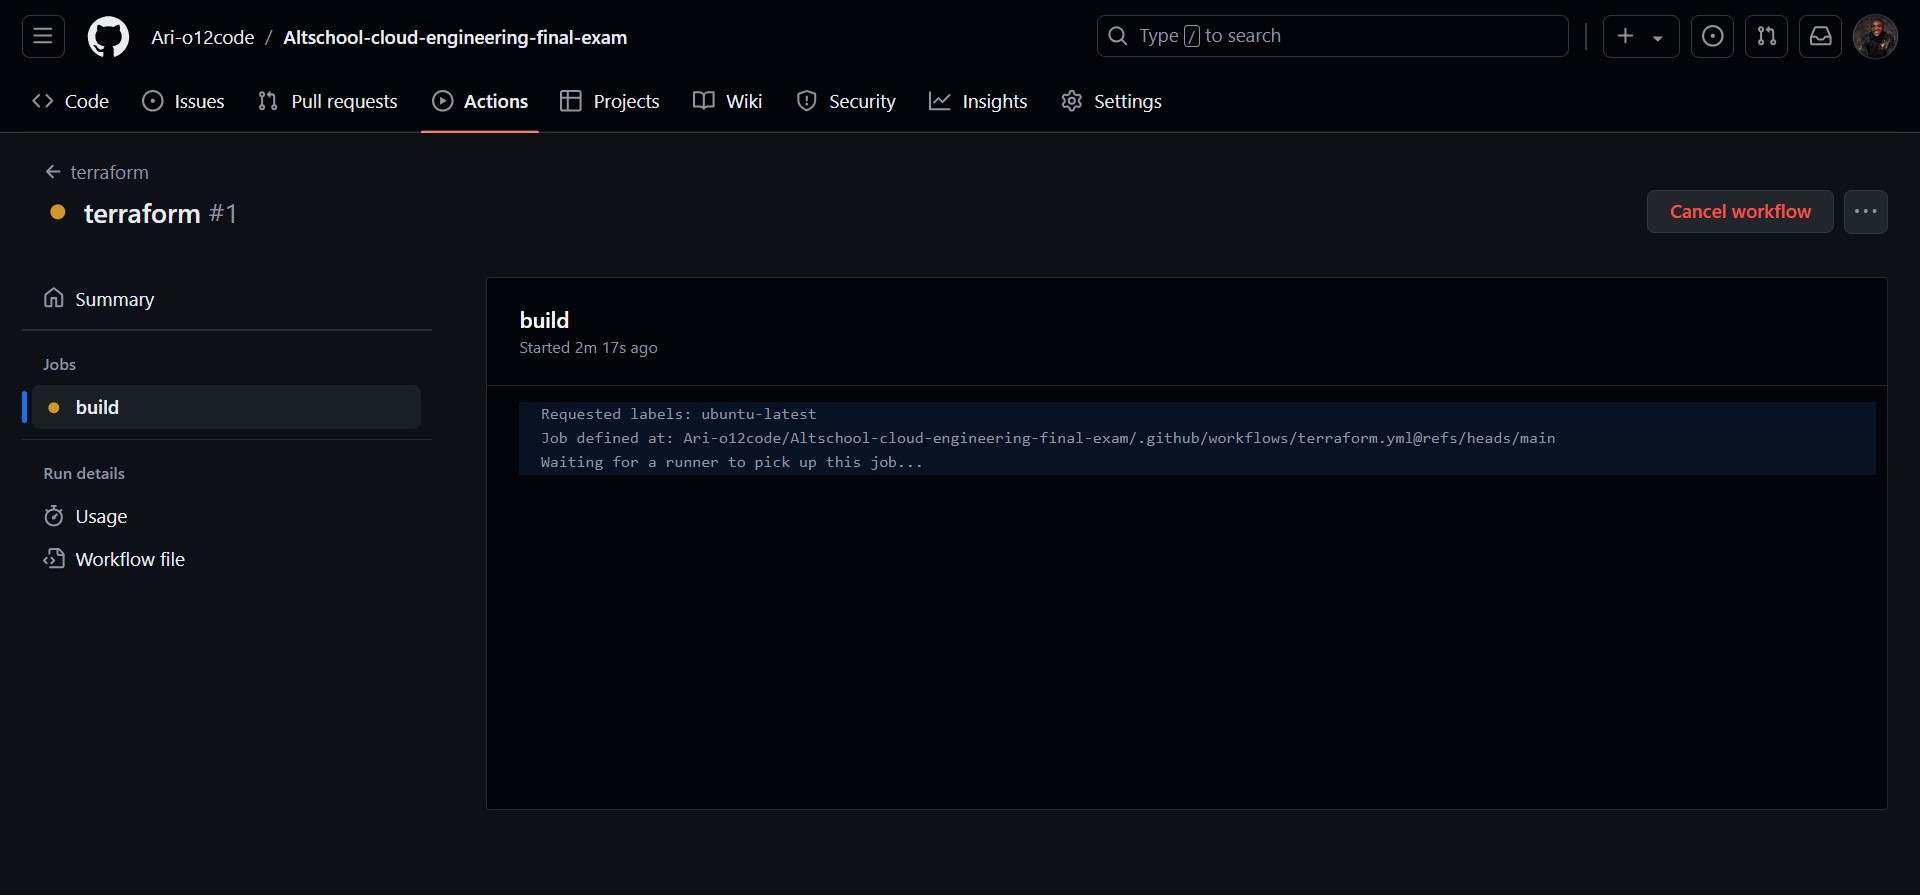 Ari-o12code / Altschool-cloud-engineering-final-exam
Type / to search
Code Issues Pull requests Actions Projects Wiki Security Insights Settings
terraform
terraform #1
Cancel workflow
Summary
Jobs
build
Run details
Usage
Workflow file
build
Started 2m 17s ago
Requested labels: ubuntu-latest
Job defined at: Ari-o12code/Altschool-cloud-engineering-final-exam/.github/workflows/terraform.yml@refs/heads/main
Waiting for a runner to pick up this job...